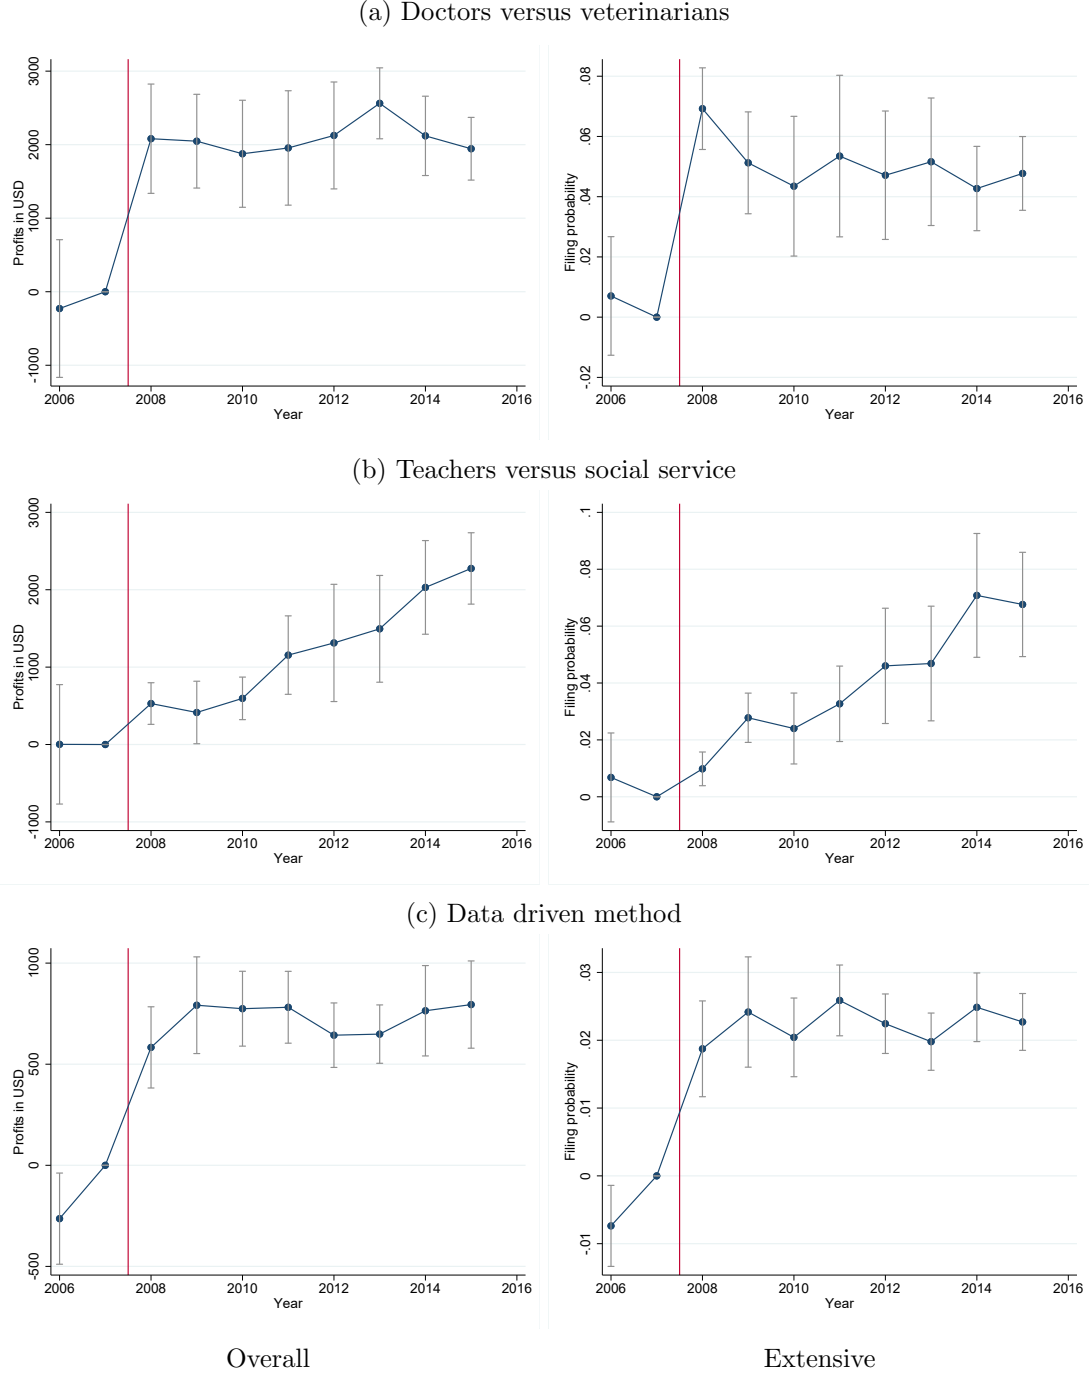 (a) Doctors versus veterinarians
Profits in USD
3000
2000
1000
0
-1000
2006 2008 2010 2012 2014 2016
Year
Filing probability
.08
.06
.04
.02
0
-.02
2006 2008 2010 2012 2014 2016
Year
(b) Teachers versus social service
Profits in USD
3000
2000
1000
0
-1000
2006 2008 2010 2012 2014 2016
Year
Filing probability
.1
.08
.06
.04
.02
0
2006 2008 2010 2012 2014 2016
Year
(c) Data driven method
Profits in USD
1000
500
0
-500
2006 2008 2010 2012 2014 2016
Year
Filing probability
.03
.02
.01
0
-.01
2006 2008 2010 2012 2014 2016
Year
Overall
Extensive